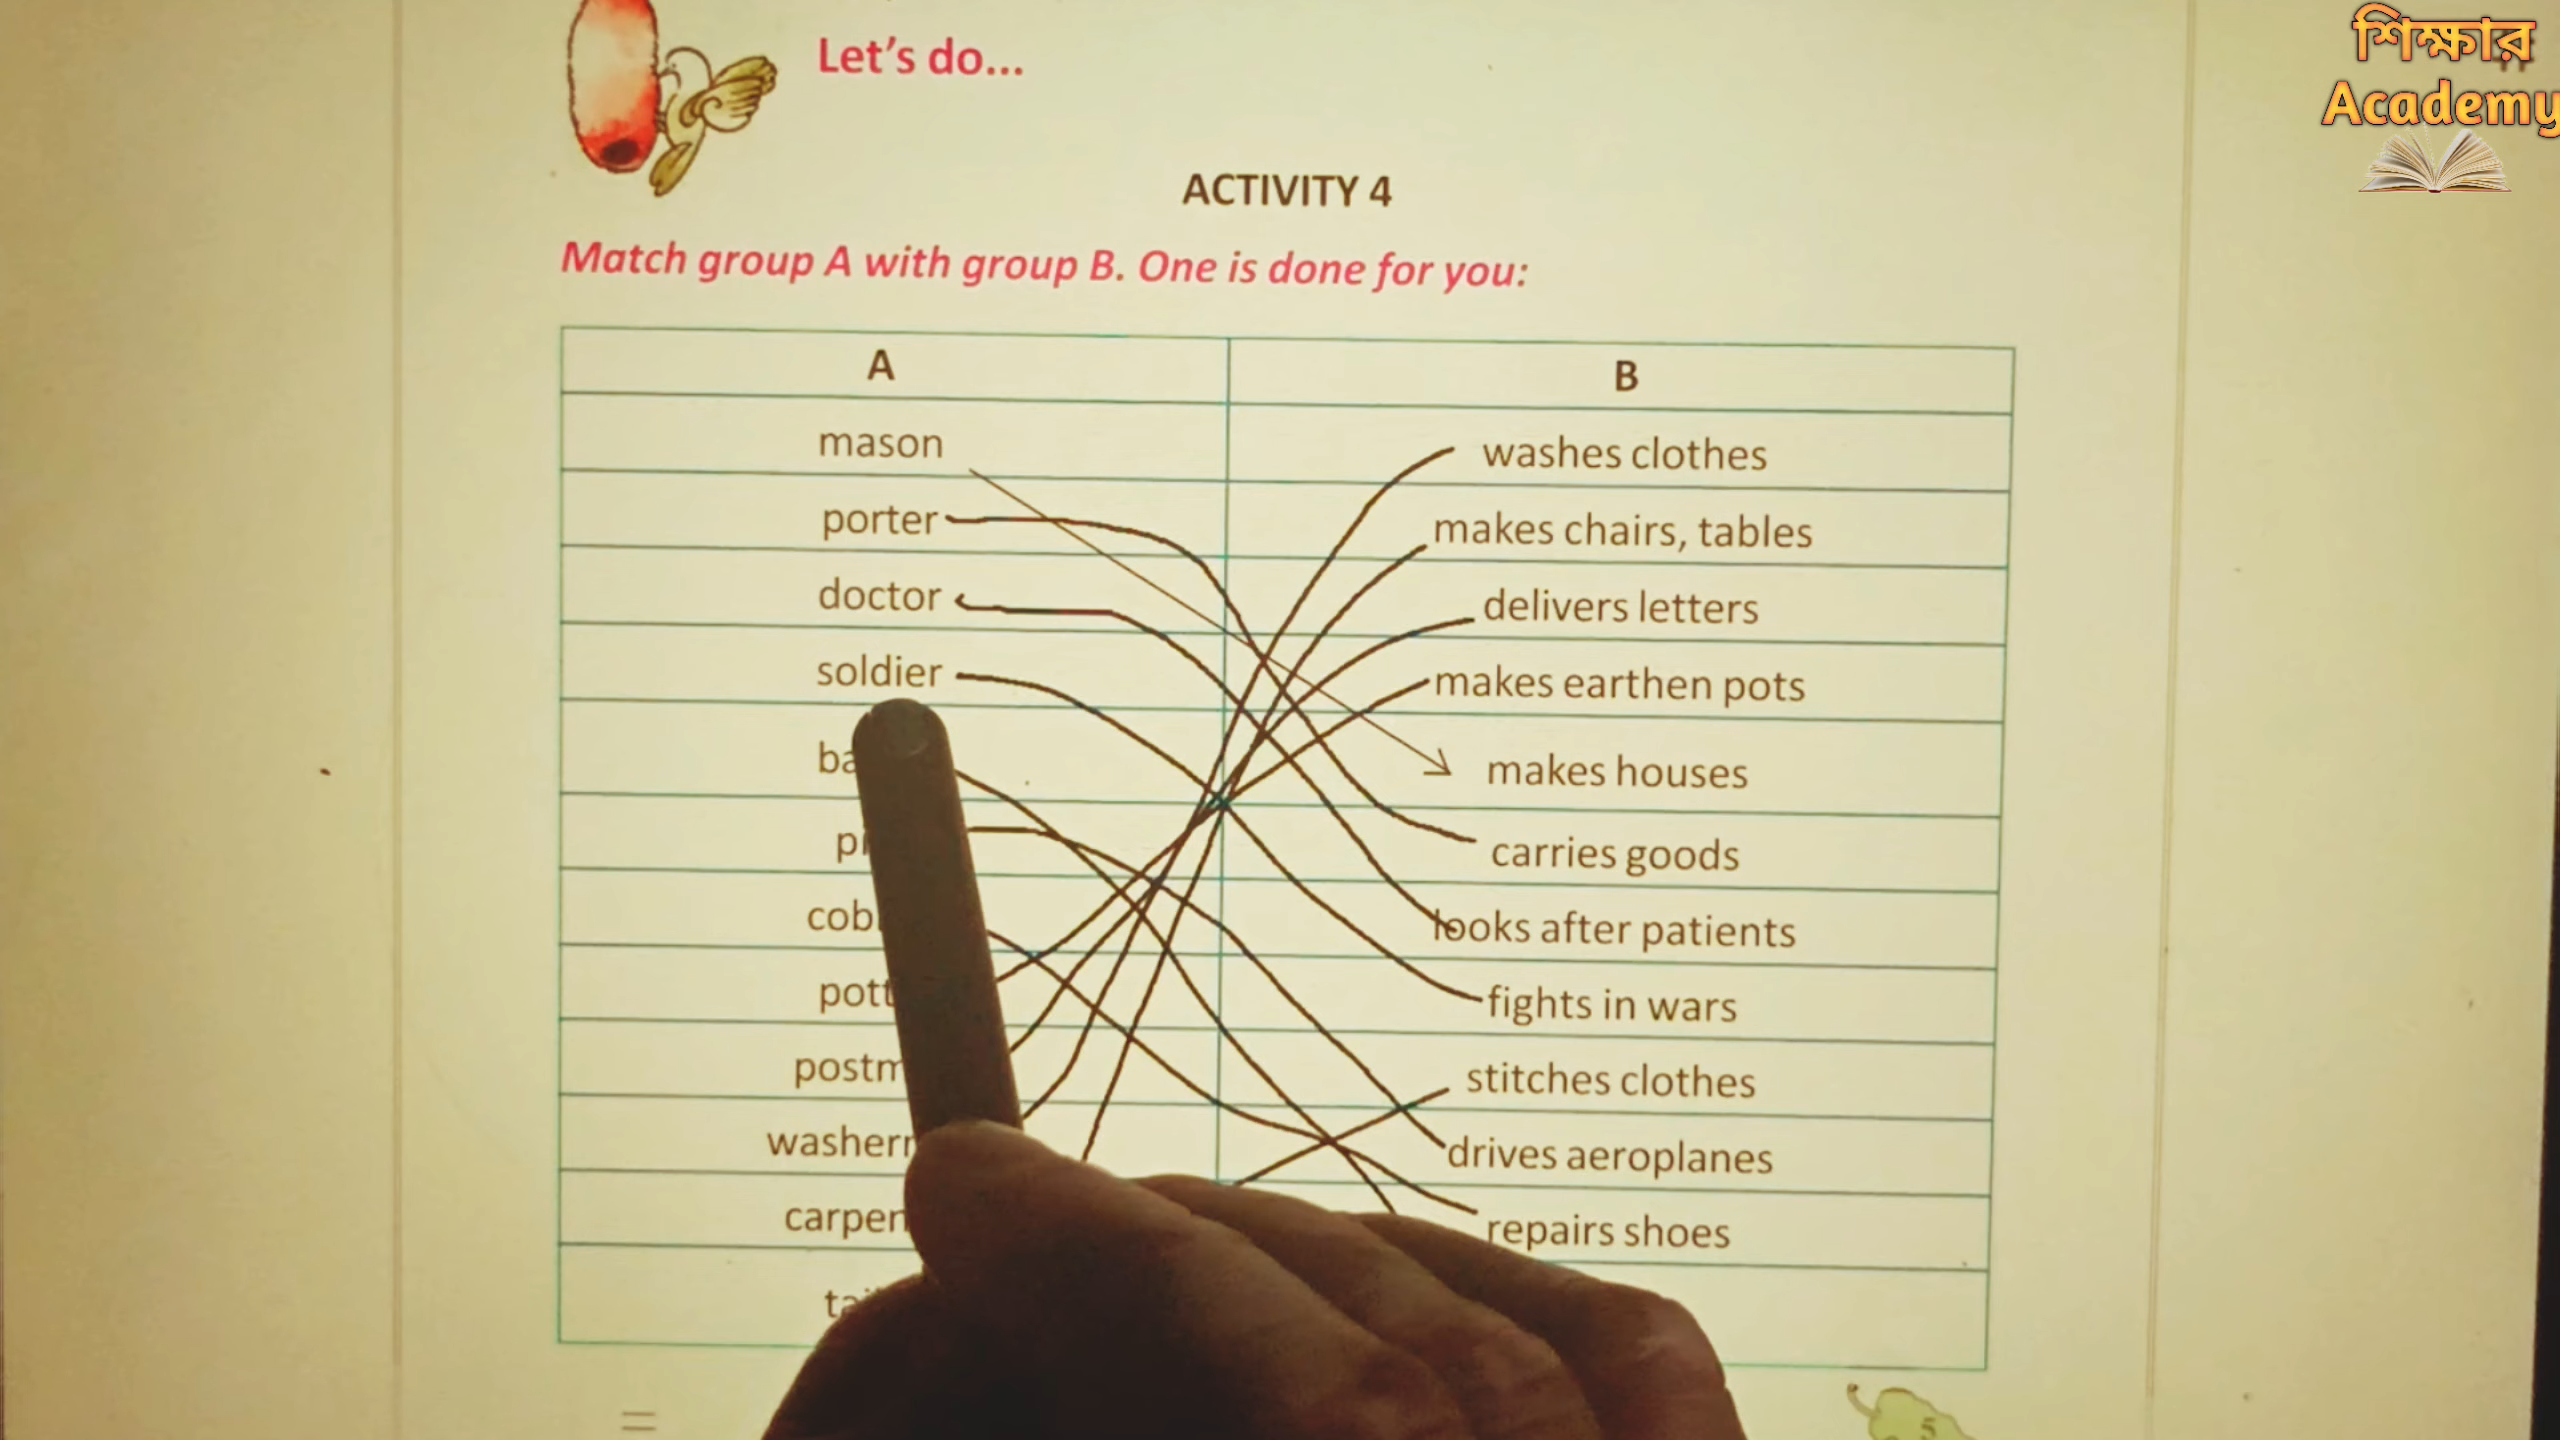 শিক্ষার
Academy
Let's do...
ACTIVITY 4
Match group A with group B. One is done for you:
A B
mason washes clothes
porter makes chairs, tables
doctor delivers letters
soldier makes earthen pots
makes houses
carries goods
looks after patients
fights in wars
stitches clothes
drives aeroplanes
repairs shoes
5